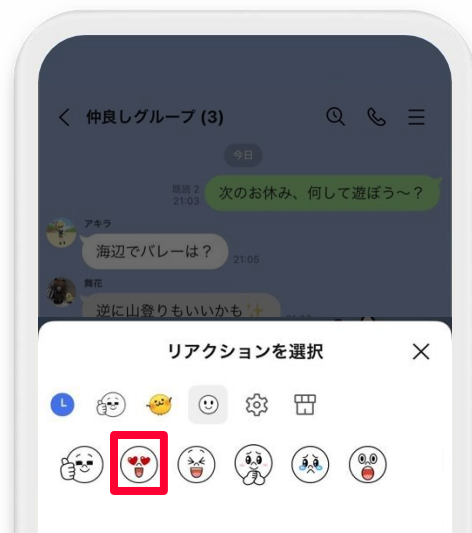 仲良しグループ (3)
今日
既読 2
21:03
次のお休み、何して遊ぼう～？
アキラ
海辺でバレーは？
21:05
舞花
逆に山登りもいいかも✨
リアクションを選択